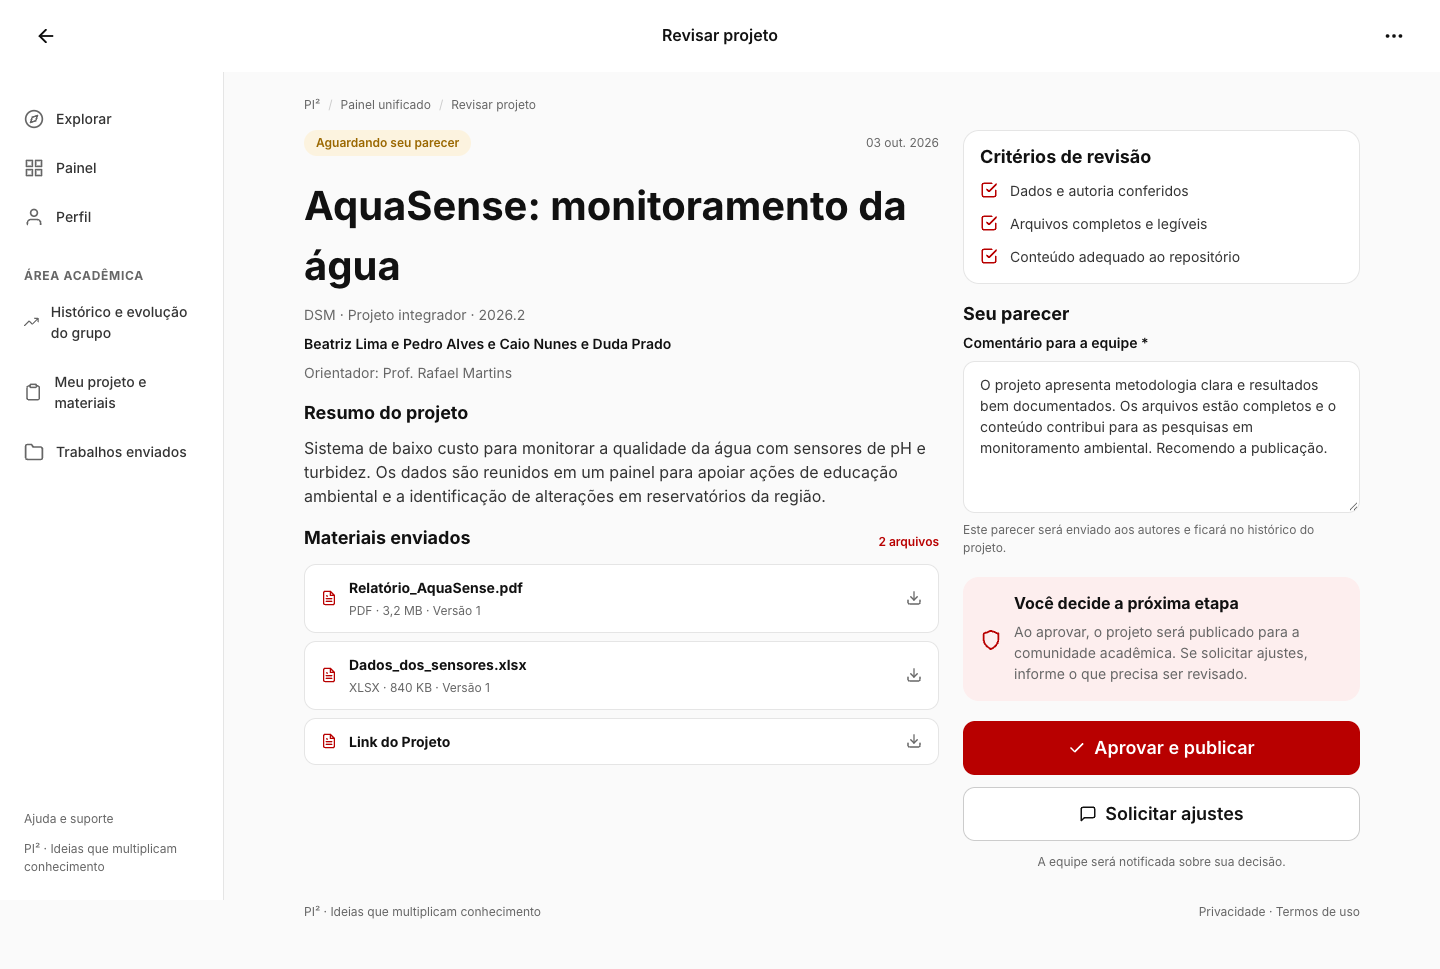 Revisar projeto
Explorar
Painel
Perfil
ÁREA ACADÊMICA
Histórico e evolução
do grupo
Meu projeto e
materiais
Trabalhos enviados
Ajuda e suporte
PI² · Ideias que multiplicam
conhecimento
PI² / Painel unificado / Revisar projeto
Aguardando seu parecer
03 out. 2026
AquaSense: monitoramento da
água
DSM · Projeto integrador · 2026.2
Beatriz Lima e Pedro Alves e Caio Nunes e Duda Prado
Orientador: Prof. Rafael Martins
Resumo do projeto
Sistema de baixo custo para monitorar a qualidade da água com sensores de pH e
turbidez. Os dados são reunidos em um painel para apoiar ações de educação
ambiental e a identificação de alterações em reservatórios da região.
Materiais enviados
2 arquivos
Relatório_AquaSense.pdf
PDF · 3,2 MB · Versão 1
Dados_dos_sensores.xlsx
XLSX · 840 KB · Versão 1
Link do Projeto
Critérios de revisão
Dados e autoria conferidos
Arquivos completos e legíveis
Conteúdo adequado ao repositório
Seu parecer
Comentário para a equipe *
O projeto apresenta metodologia clara e resultados
bem documentados. Os arquivos estão completos e o
conteúdo contribui para as pesquisas em
monitoramento ambiental. Recomendo a publicação.
Este parecer será enviado aos autores e ficará no histórico do
projeto.
Você decide a próxima etapa
Ao aprovar, o projeto será publicado para a
comunidade acadêmica. Se solicitar ajustes,
informe o que precisa ser revisado.
Aprovar e publicar
Solicitar ajustes
A equipe será notificada sobre sua decisão.
PI² · Ideias que multiplicam conhecimento
Privacidade · Termos de uso